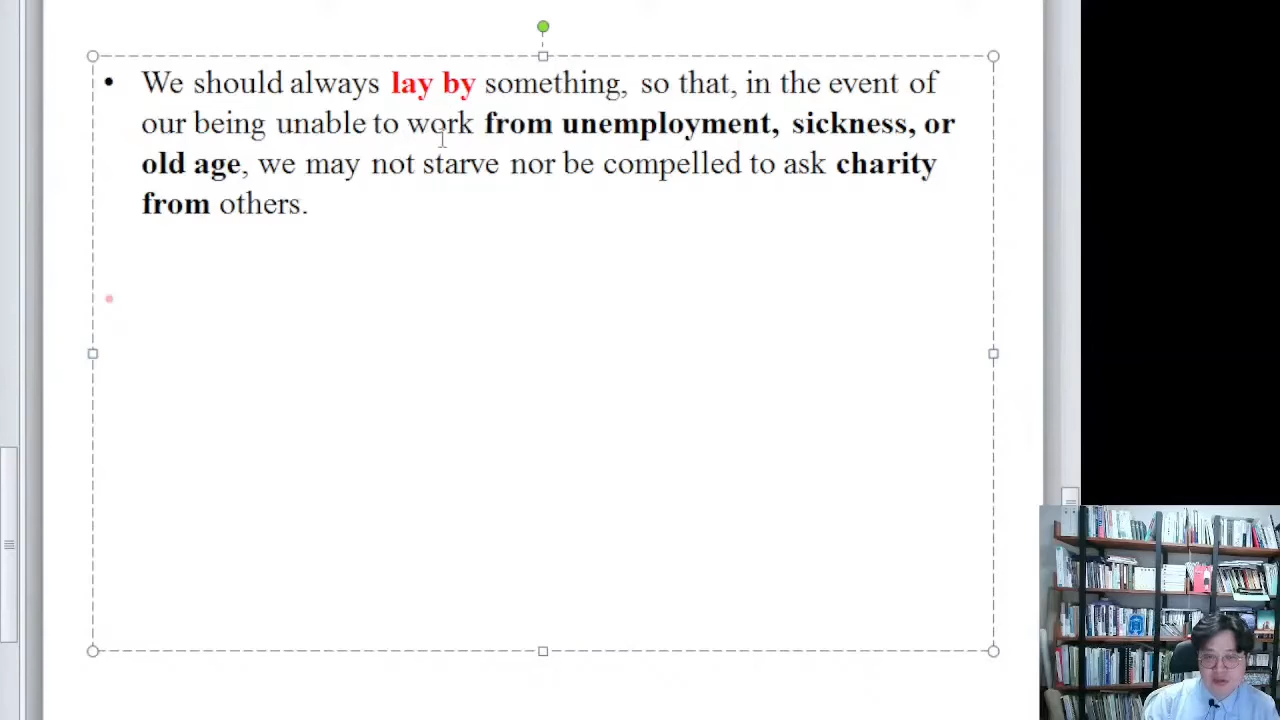 • We should always lay by something, so that, in the event of
our being unable to work from unemployment, sickness, or
old age, we may not starve nor be compelled to ask charity
from others.